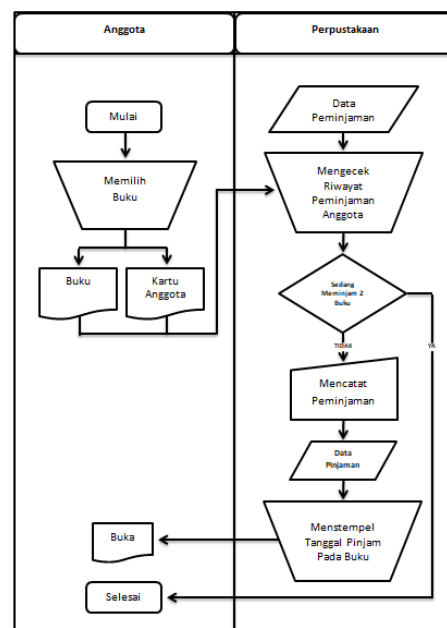 Anggota
Perpustakaan
Mulai
Memilih
Buku
Buku
Kartu
Anggota
Data
Peminjaman
Mengecek
Riwayat
Peminjaman
Anggota
Sedang
Meminjam 2
Buku
TIDAK
YA
Mencatat
Peminjaman
Data
Pinjaman
Menstempel
Tanggal Pinjam
Pada Buku
Buka
Selesai